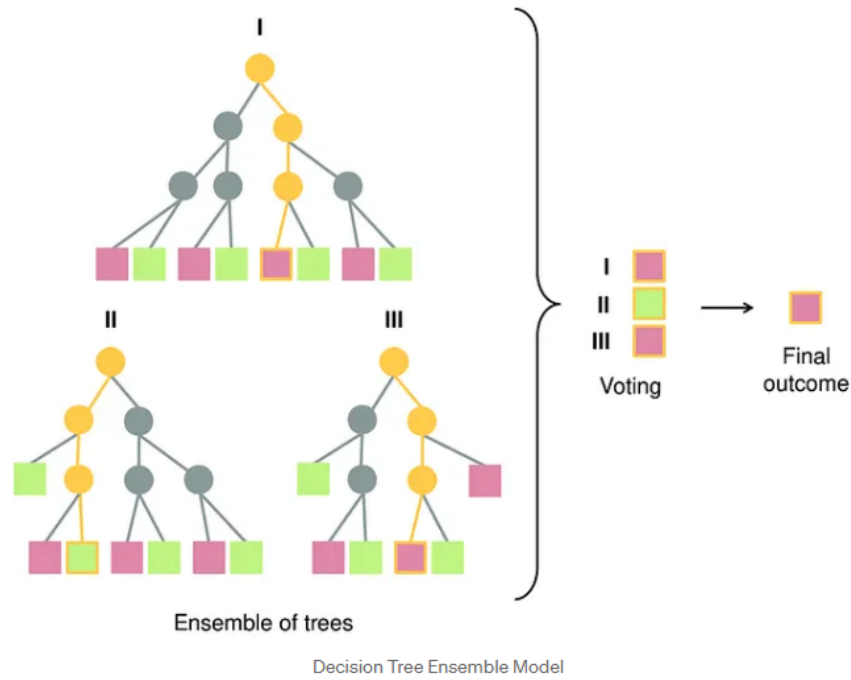 I
II
III
I
II
III
Voting
Final
outcome
Ensemble of trees
Decision Tree Ensemble Model